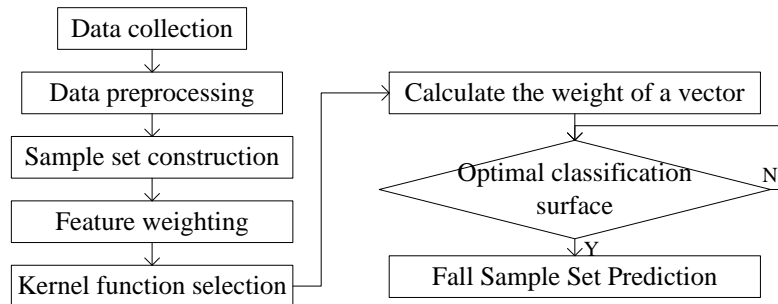 Data collection
Data preprocessing
Sample set construction
Feature weighting
Kernel function selection
Calculate the weight of a vector
Optimal classification
surface
N
Y
Fall Sample Set Prediction